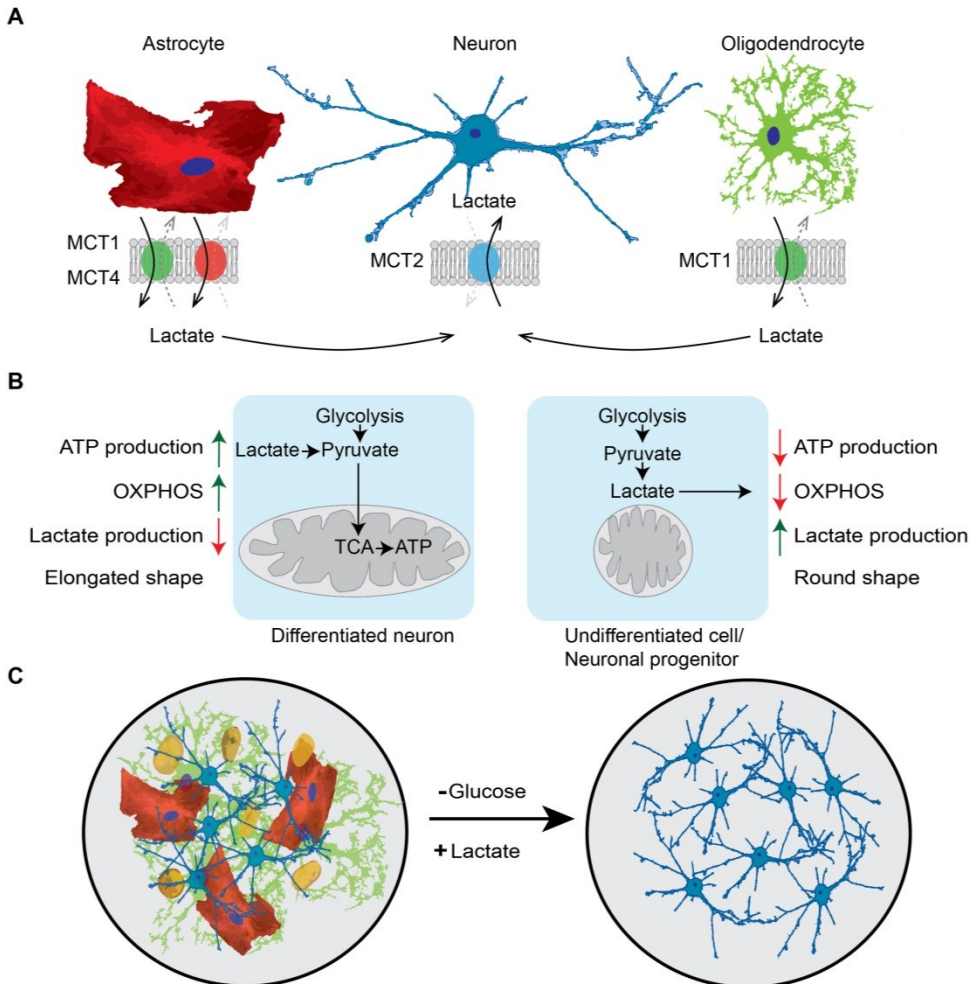 A
Astrocyte
Neuron
Oligodendrocyte
Lactate
MCT1
MCT4
MCT2
MCT1
Lactate
Lactate
B
Glycolysis
Lactate
Pyruvate
TCA
ATP
ATP production
OXPHOS
Lactate production
Elongated shape
Differentiated neuron
Glycolysis
Pyruvate
Lactate
ATP production
OXPHOS
Lactate production
Round shape
Undifferentiated cell/
Neuronal progenitor
C
-Glucose
+Lactate